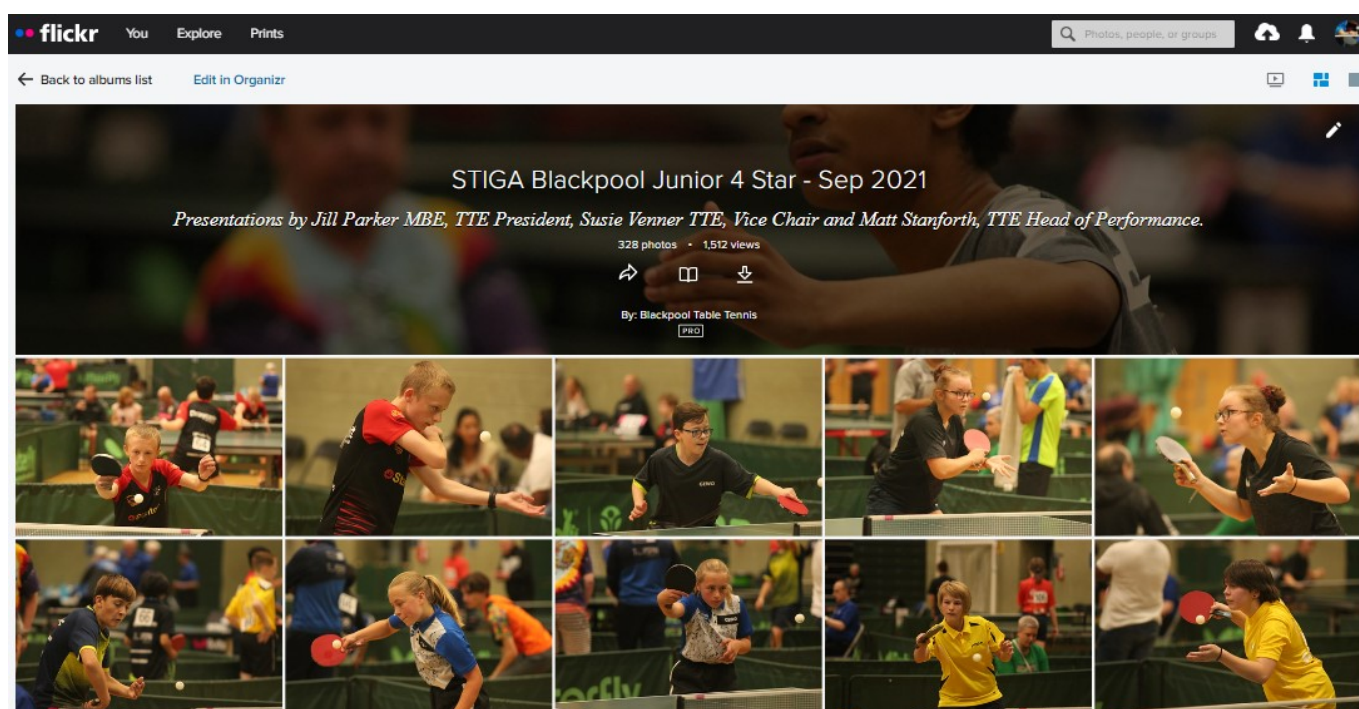 flickr You Explore Prints Photos, people, or groups
Back to albums list Edit in Organizr
STIGA Blackpool Junior 4 Star - Sep 2021
Presentations by Jill Parker MBE, TTE President, Susie Venner TTE, Vice Chair and Matt Stanforth, TTE Head of Performance.
328 photos • 1,512 views
By: Blackpool Table Tennis
PRO